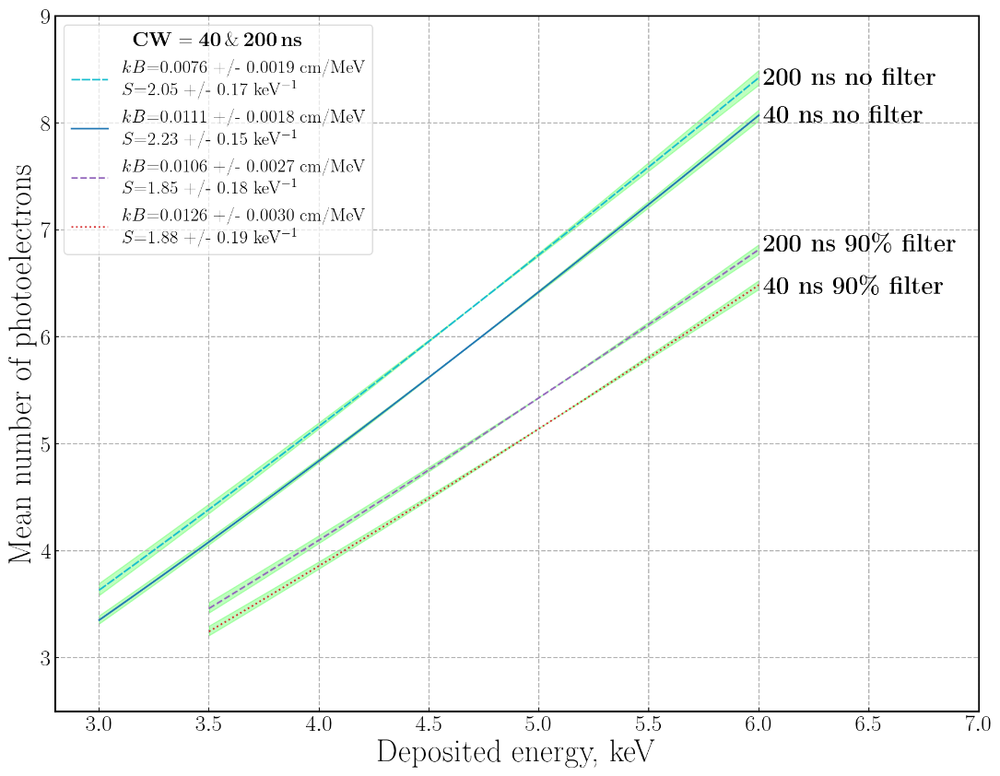 9
8
7
6
5
4
3
Mean number of photoelectrons
CW = 40 & 200 ns
kB=0.0076 +/- 0.0019 cm/MeV
S=2.05 +/- 0.17 keV⁻¹
kB=0.0111 +/- 0.0018 cm/MeV
S=2.23 +/- 0.15 keV⁻¹
kB=0.0106 +/- 0.0027 cm/MeV
S=1.85 +/- 0.18 keV⁻¹
kB=0.0126 +/- 0.0030 cm/MeV
S=1.88 +/- 0.19 keV⁻¹
200 ns no filter
40 ns no filter
200 ns 90% filter
40 ns 90% filter
3.0 3.5 4.0 4.5 5.0 5.5 6.0 6.5 7.0
Deposited energy, keV